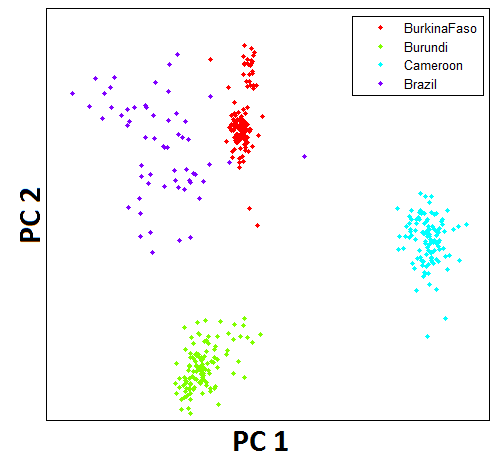 BurkinaFaso
Burundi
Cameroon
Brazil
PC 2
PC 1